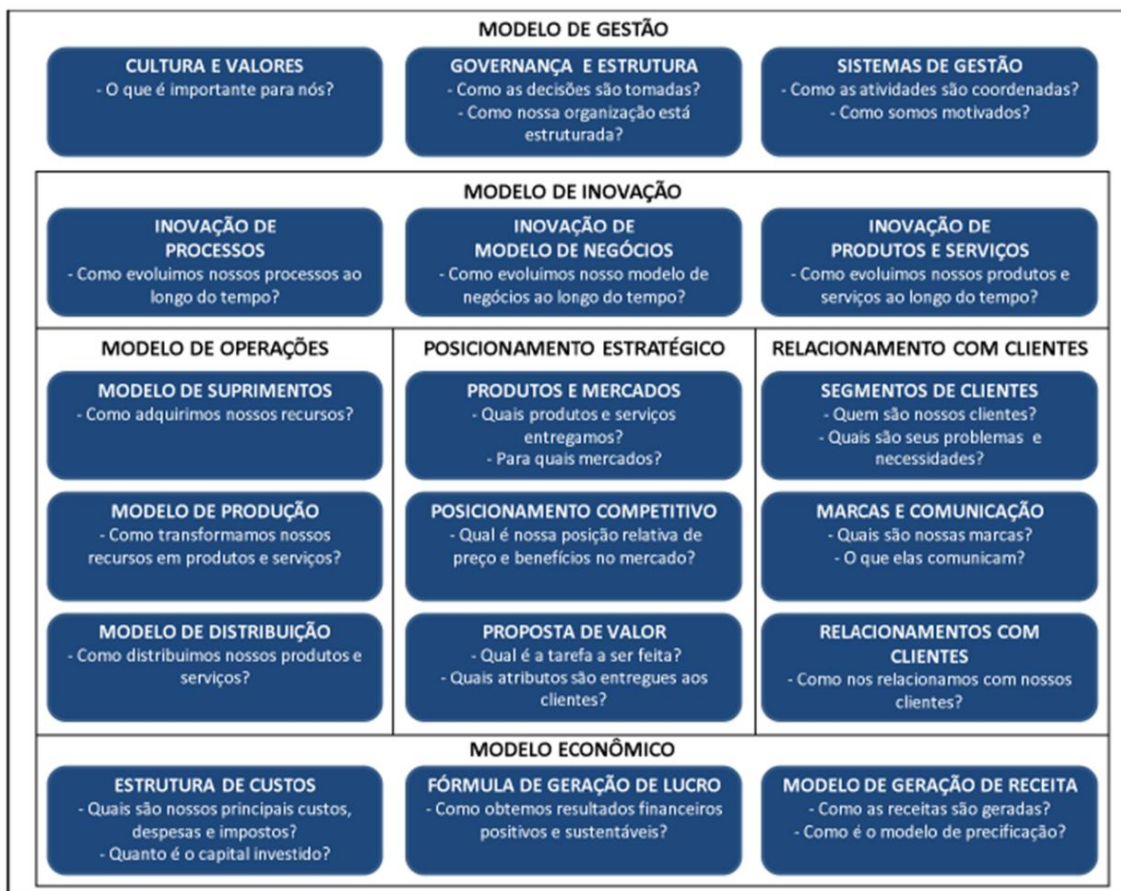 MODELO DE GESTÃO
CULTURA E VALORES
- O que é importante para nós?
GOVERNANÇA E ESTRUTURA
- Como as decisões são tomadas?
- Como nossa organização está
estruturada?
SISTEMAS DE GESTÃO
- Como as atividades são coordenadas?
- Como somos motivados?
MODELO DE INOVAÇÃO
INOVAÇÃO DE
PROCESSOS
- Como evoluimos nossos processos ao
longo do tempo?
INOVAÇÃO DE
MODELO DE NEGÓCIOS
- Como evoluimos nosso modelo de
negócios ao longo do tempo?
INOVAÇÃO DE
PRODUTOS E SERVIÇOS
- Como evoluimos nossos produtos e
serviços ao longo do tempo?
MODELO DE OPERAÇÕES
MODELO DE SUPRIMENTOS
- Como adquirimos nossos recursos?
MODELO DE PRODUÇÃO
- Como transformamos nossos
recursos em produtos e serviços?
MODELO DE DISTRIBUIÇÃO
- Como distribuimos nossos produtos e
serviços?
POSICIONAMENTO ESTRATÉGICO
PRODUTOS E MERCADOS
- Quais produtos e serviços
entregamos?
- Para quais mercados?
POSICIONAMENTO COMPETITIVO
- Qual é nossa posição relativa de
preço e benefícios no mercado?
PROPOSTA DE VALOR
- Qual é a tarefa a ser feita?
- Quais atributos são entregues aos
clientes?
RELACIONAMENTO COM CLIENTES
SEGMENTOS DE CLIENTES
- Quem são nossos clientes?
- Quais são seus problemas e
necessidades?
MARCAS E COMUNICAÇÃO
- Quais são nossas marcas?
- O que elas comunicam?
RELACIONAMENTOS COM
CLIENTES
- Como nos relacionamos com nossos
clientes?
MODELO ECONÔMICO
ESTRUTURA DE CUSTOS
- Quais são nossos principais custos,
despesas e impostos?
- Quanto é o capital investido?
FÓRMULA DE GERAÇÃO DE LUCRO
- Como obtemos resultados financeiros
positivos e sustentáveis?
MODELO DE GERAÇÃO DE RECEITA
- Como as receitas são geradas?
- Como é o modelo de precificação?